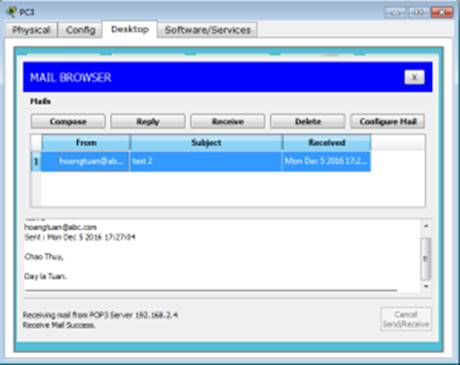 PC3
Physical Config Desktop Software/Services
MAIL BROWSER X
Mails
Compose Reply Receive Delete Configure Mail
From Subject Received
1 hoangtuan@ab... test 2 Mon Dec 5 2016 17:2...
hoangtuan@abc.com
Sent : Mon Dec 5 2016 17:27:04
Chao Thuy,
Day la Tuan.
Receiving mail from POP3 Server 192.168.2.4
Receive Mail Success.
Cancel
Send/Receive